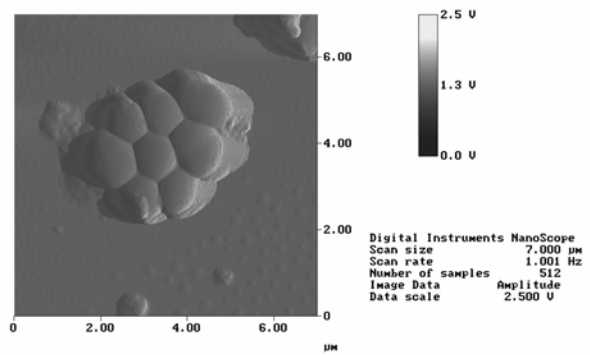 2.5 V
6.00
1.3 V
4.00
0.0 V
2.00
Digital Instruments NanoScope
Scan size 7.000 µm
Scan rate 1.001 Hz
Number of samples 512
Image Data Amplitude
Data scale 2.500 V
0
0 2.00 4.00 6.00
µm